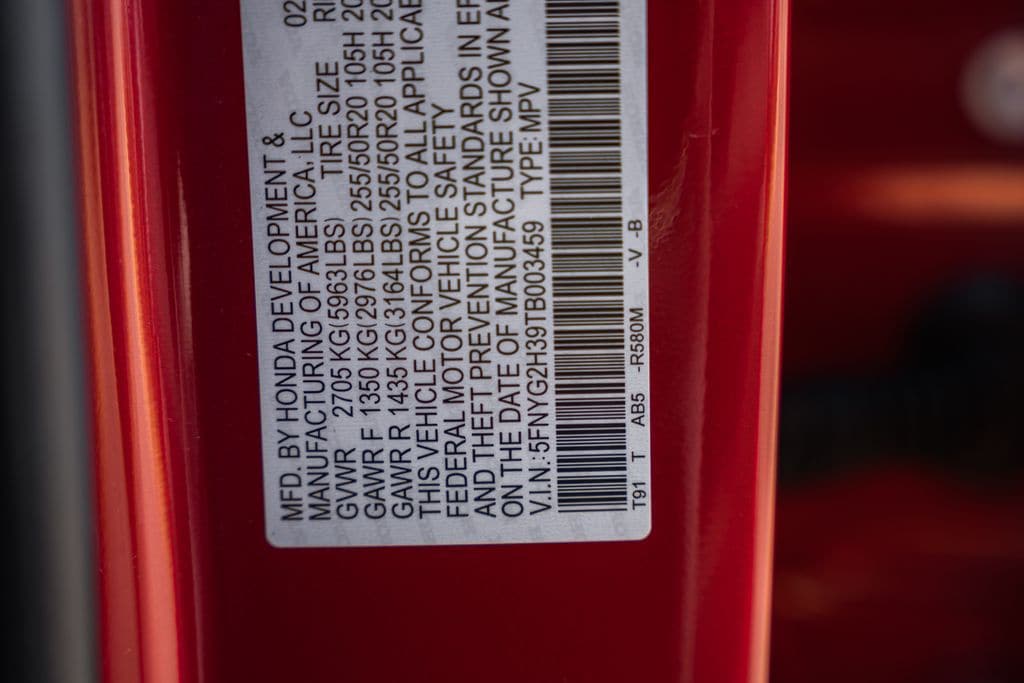 MFD. BY HONDA DEVELOPMENT & 02
MANUFACTURING OF AMERICA, LLC
TIRE SIZE
GVWR 2705 KG(5963LBS)
GAWR F 1350 KG(2976LBS) 255/50R20 105H
GAWR R 1435 KG(3164LBS) 255/50R20 105H
THIS VEHICLE CONFORMS TO ALL
FEDERAL MOTOR VEHICLE SAFETY
AND THEFT PREVENTION STANDARDS IN
ON THE DATE OF MANUFACTURE SHOWN
V.I.N.:5FNYG2H39TB003459 TYPE:MPV
T91 T AB5 -R580M -V -B